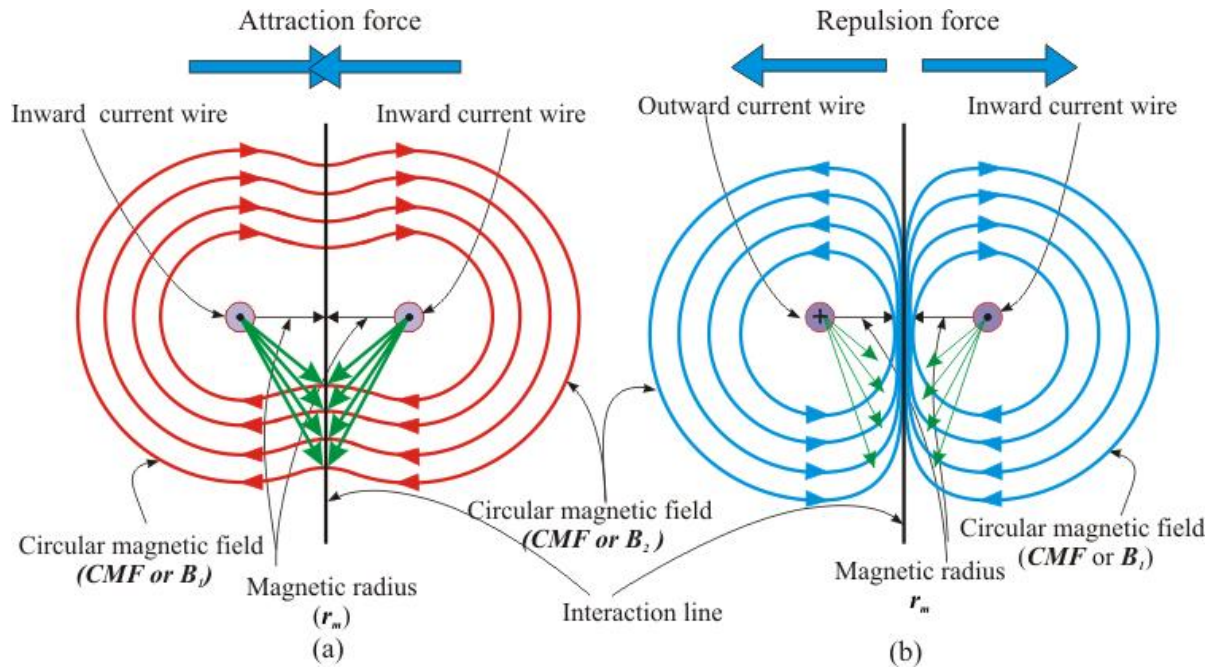 Attraction force
Inward current wire
Inward current wire
Circular magnetic field
(CMF or B₁)
Magnetic radius
(rₘ)
(a)
Circular magnetic field
(CMF or B₂ )
Interaction line
Repulsion force
Outward current wire
Inward current wire
+
Magnetic radius
rₘ
Circular magnetic field
(CMF or B₁)
(b)